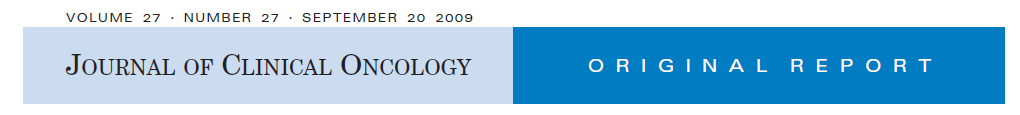 VOLUME 27 · NUMBER 27 · SEPTEMBER 20 2009
JOURNAL OF CLINICAL ONCOLOGY
ORIGINAL REPORT